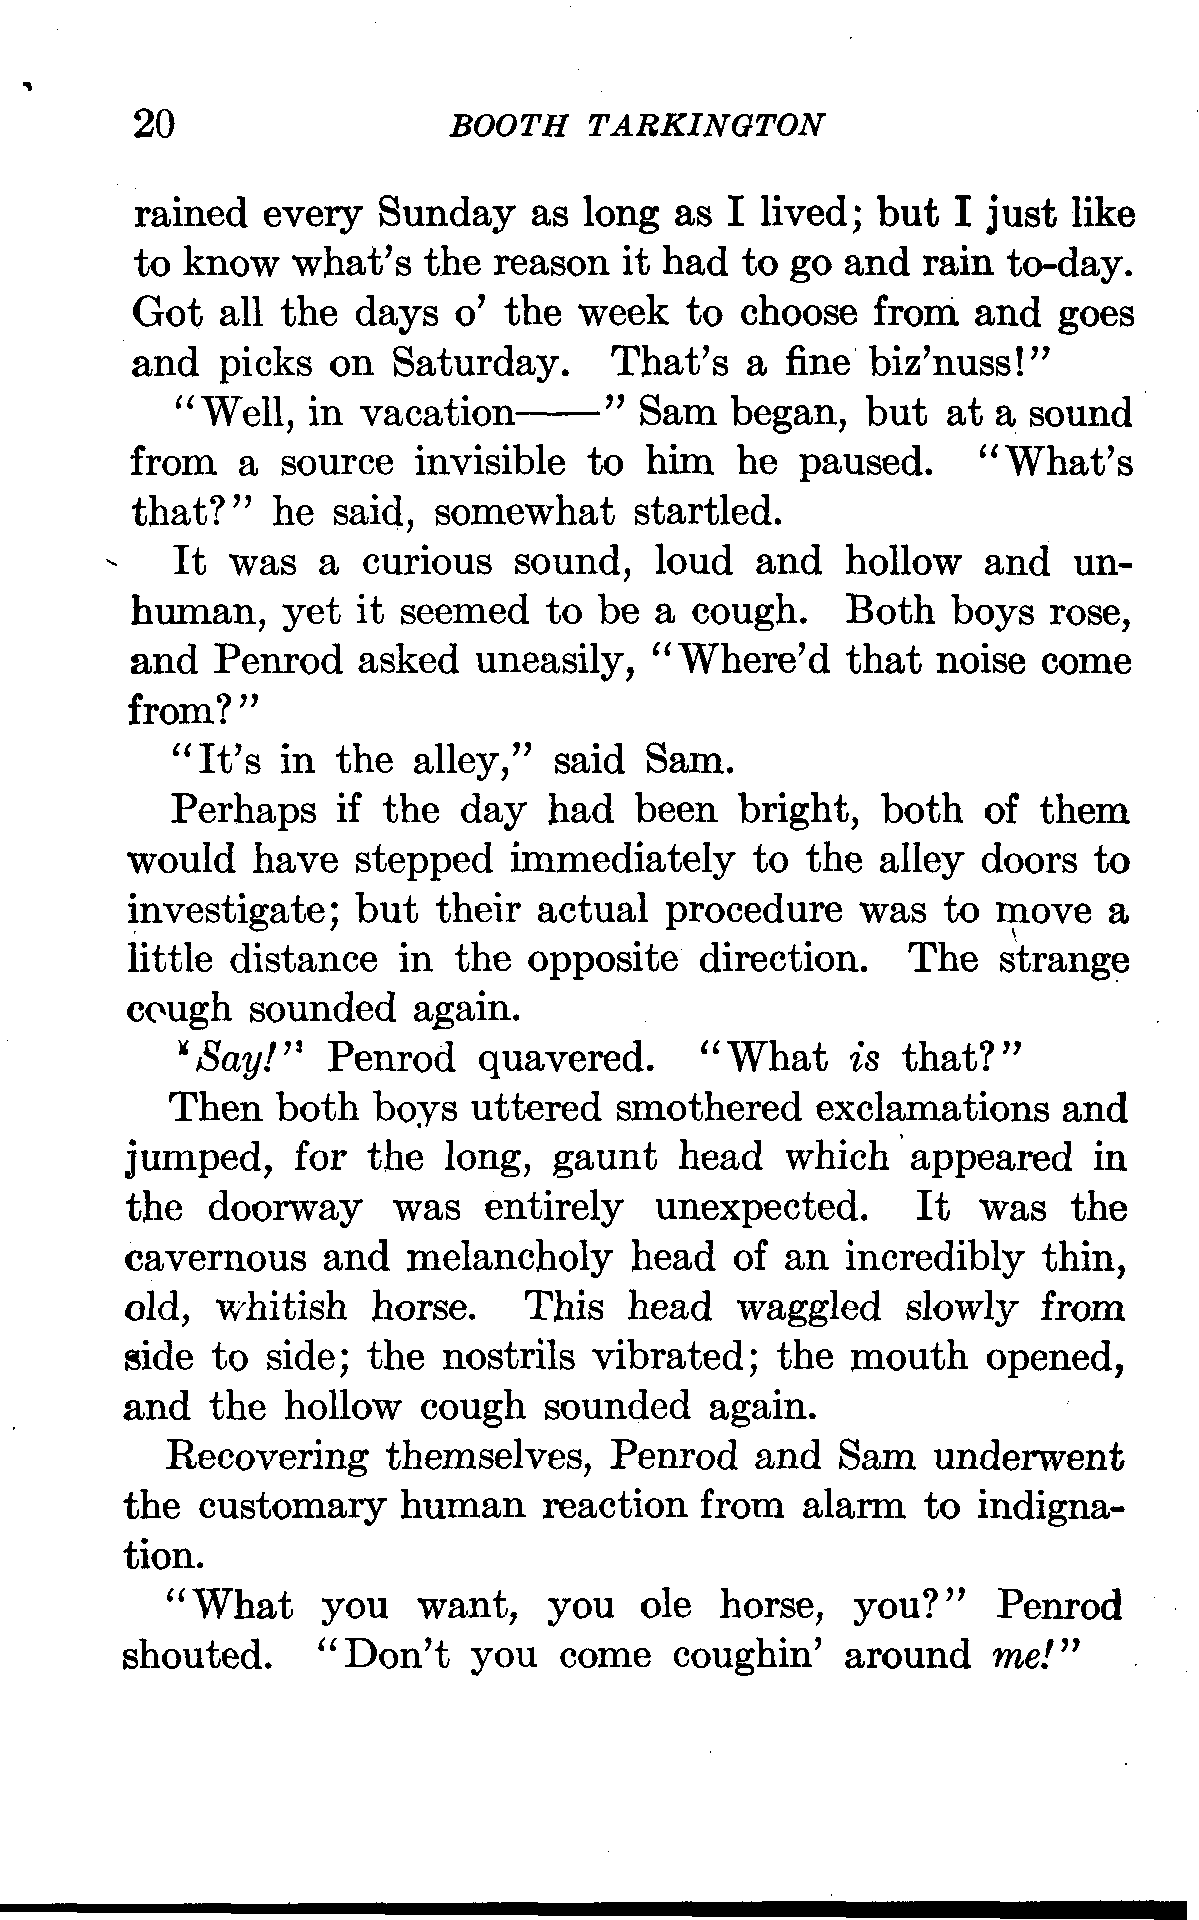 20 BOOTH TARKINGTON
rained every Sunday as long as I lived; but I just like
to know what's the reason it had to go and rain to-day.
Got all the days o' the week to choose from and goes
and picks on Saturday. That's a fine biz'nuss!"
"Well, in vacation——" Sam began, but at a sound
from a source invisible to him he paused. "What's
that?" he said, somewhat startled.
It was a curious sound, loud and hollow and un-
human, yet it seemed to be a cough. Both boys rose,
and Penrod asked uneasily, "Where'd that noise come
from?"
"It's in the alley," said Sam.
Perhaps if the day had been bright, both of them
would have stepped immediately to the alley doors to
investigate; but their actual procedure was to move a
little distance in the opposite direction. The strange
cough sounded again.
"Say!" Penrod quavered. "What is that?"
Then both boys uttered smothered exclamations and
jumped, for the long, gaunt head which appeared in
the doorway was entirely unexpected. It was the
cavernous and melancholy head of an incredibly thin,
old, whitish horse. This head waggled slowly from
side to side; the nostrils vibrated; the mouth opened,
and the hollow cough sounded again.
Recovering themselves, Penrod and Sam underwent
the customary human reaction from alarm to indigna-
tion.
"What you want, you ole horse, you?" Penrod
shouted. "Don't you come coughin' around me!"